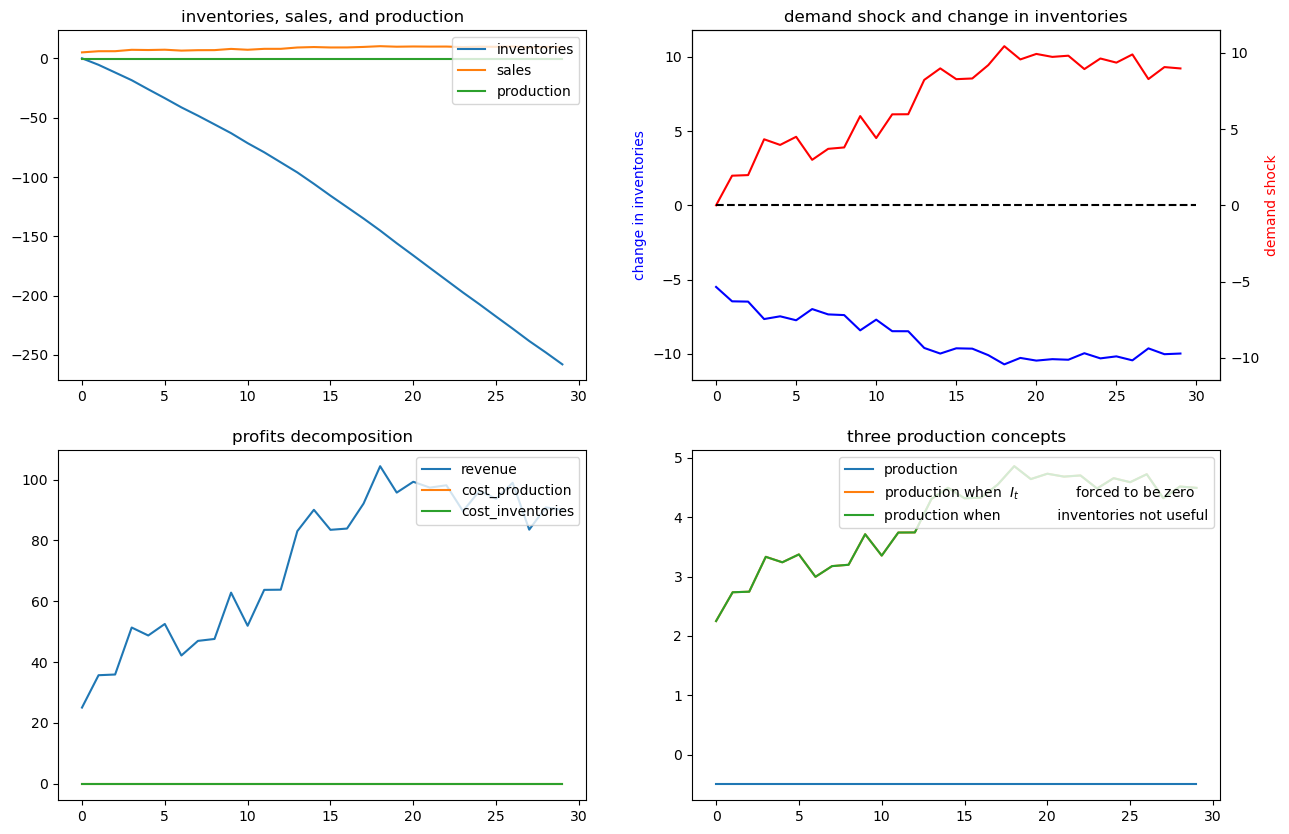 inventories, sales, and production
0
−50
−100
−150
−200
−250
0 5 10 15 20 25 30
inventories
sales
production
demand shock and change in inventories
change in inventories
10
5
0
−5
−10
10
5
0
−5
−10
demand shock
0 5 10 15 20 25 30
profits decomposition
100
80
60
40
20
0
0 5 10 15 20 25 30
revenue
cost_production
cost_inventories
three production concepts
5
4
3
2
1
0
0 5 10 15 20 25 30
production
production when I_t forced to be zero
production when inventories not useful